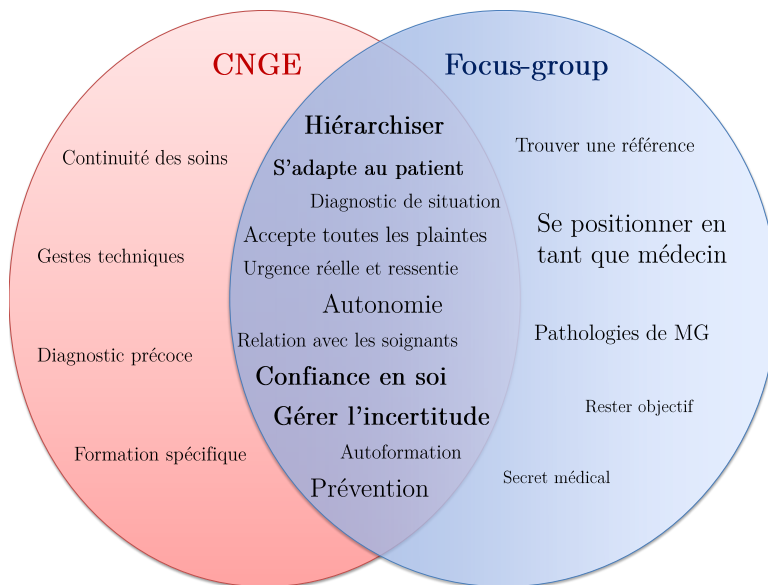 CNGE
Continuité des soins
Gestes techniques
Diagnostic précoce
Formation spécifique
Hiérarchiser
S'adapte au patient
Diagnostic de situation
Accepte toutes les plaintes
Urgence réelle et ressentie
Autonomie
Relation avec les soignants
Confiance en soi
Gérer l'incertitude
Autoformation
Prévention
Focus-group
Trouver une référence
Se positionner en
tant que médecin
Pathologies de MG
Rester objectif
Secret médical